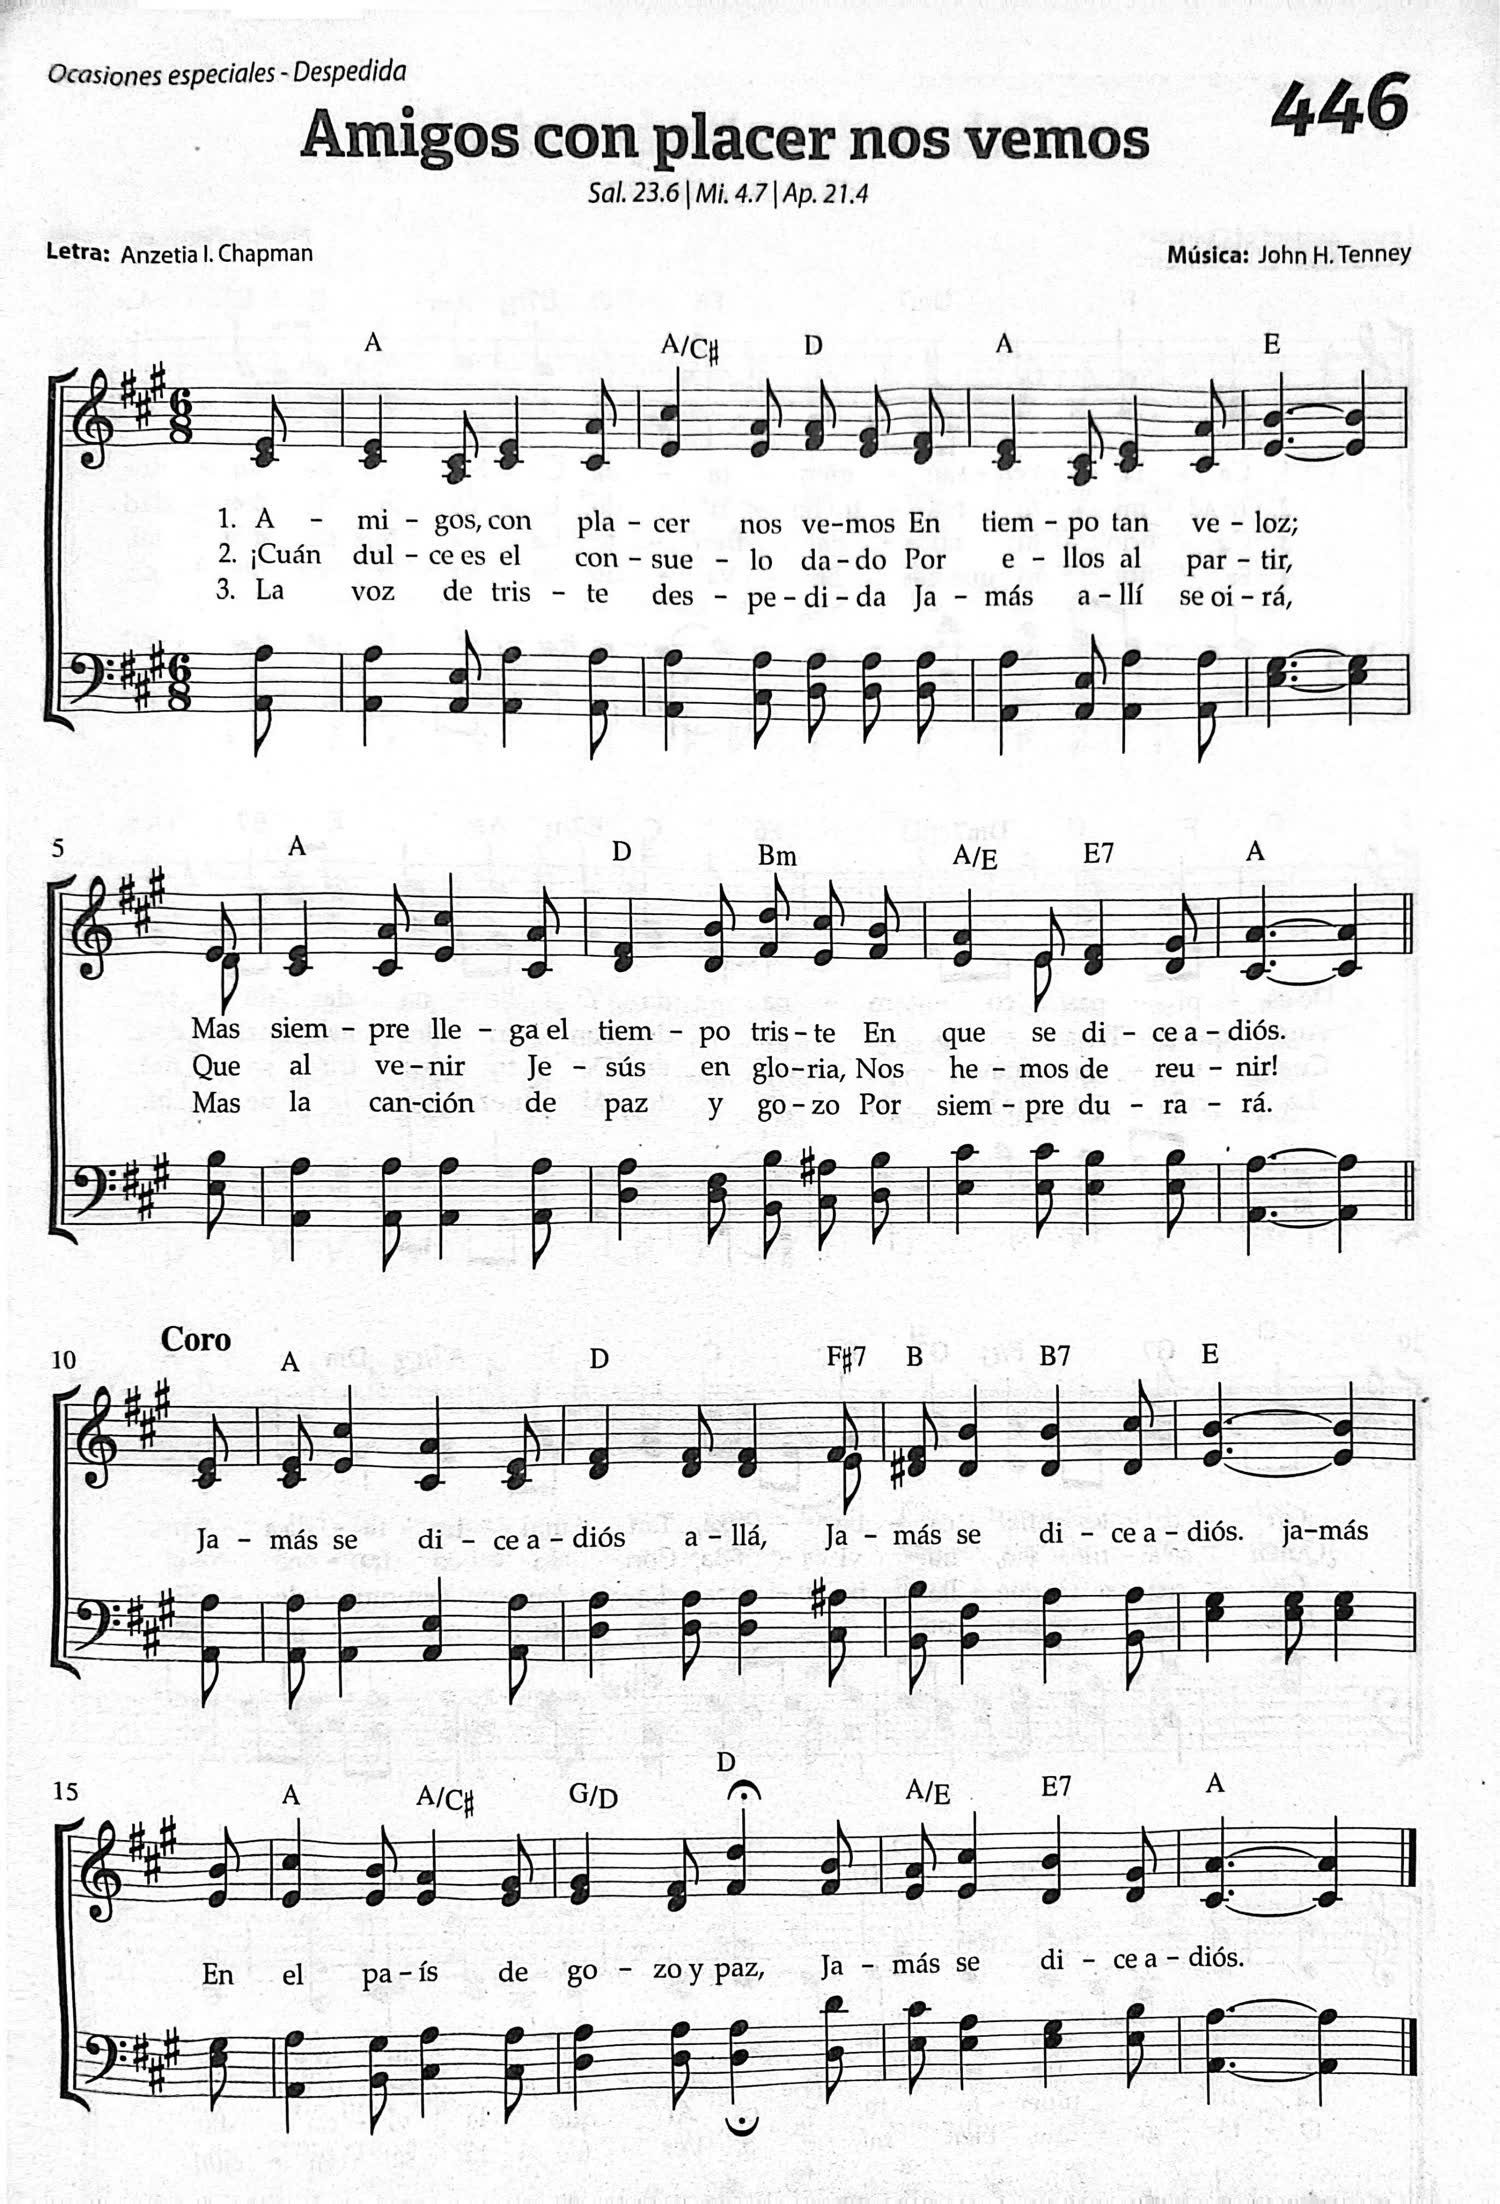 Ocasiones especiales - Despedida
446
Amigos con placer nos vemos
Sal. 23.6 | Mi. 4.7 | Ap. 21.4
Letra: Anzetia I. Chapman
Música: John H. Tenney
A A/C♯ D A E
6 8
1. A – mi – gos, con pla – cer nos ve–mos En tiem – po tan ve – loz;
2. ¡Cuán dul – ce es el con – sue – lo da – do Por e – llos al par – tir,
3. La voz de tris – te des – pe – di – da Ja – más a – llí se oi – rá,
6 8
5 A D Bm A/E E7 A
Mas siem – pre lle – ga el tiem – po tris – te En que se di – ce a – diós.
Que al ve – nir Je – sús en glo–ria, Nos he – mos de reu – nir!
Mas la can-ción de paz y go – zo Por siem – pre du – ra – rá.
Coro
10 A D F♯7 B B7 E
Ja – más se di – ce a – diós a – llá, Ja – más se di – ce a – diós. ja–más
15 A A/C♯ G/D D A/E E7 A
En el pa – ís de go – zo y paz, Ja – más se di – ce a – diós.